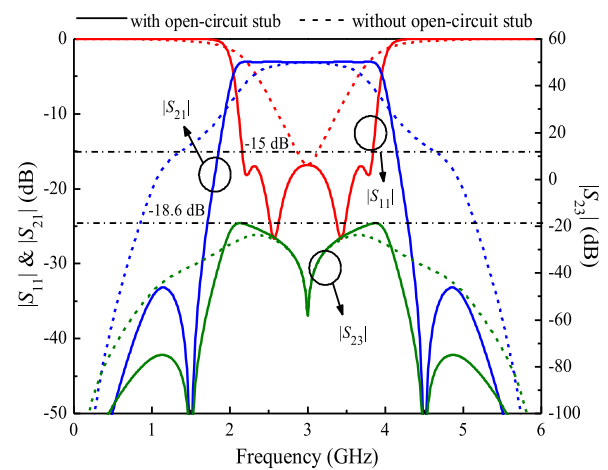 with open-circuit stub without open-circuit stub
0 60
-10 40
20
-20 0
-30 -20
-40 -40
-60
-80
-50 -100
|S21|
-15 dB
|S11|
-18.6 dB
|S23|
0 1 2 3 4 5 6
Frequency (GHz)
|S11| & |S21| (dB)
|S23| (dB)